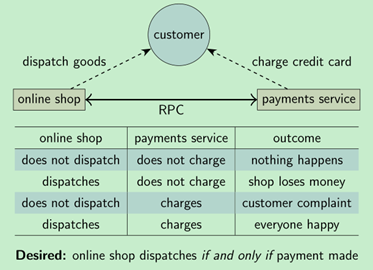 customer
dispatch goods
charge credit card
online shop
payments service
RPC
online shop payments service outcome
does not dispatch does not charge nothing happens
dispatches does not charge shop loses money
does not dispatch charges customer complaint
dispatches charges everyone happy
Desired: online shop dispatches if and only if payment made